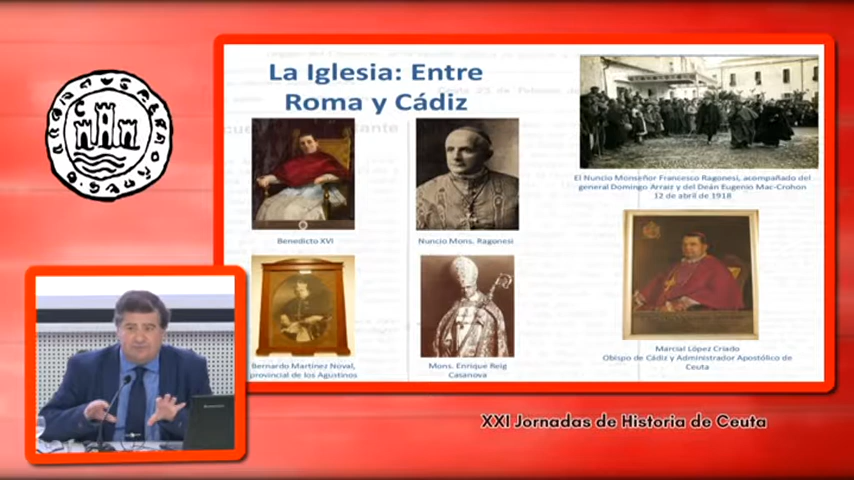 La Iglesia: Entre
Roma y Cádiz
Benedicto XVI
Nuncio Mons. Ragonesi
El Nuncio Monseñor Francesco Ragonesi, acompañado del
general Domingo Arraiz y del Deán Eugenio Mac-Crohon
12 de abril de 1918
Bernardo Martínez Noval,
provincial de los Agustinos
Mons. Enrique Reig
Casanova
Marcial López Criado
Obispo de Cádiz y Administrador Apostólico de
Ceuta
XXI Jornadas de Historia de Ceuta